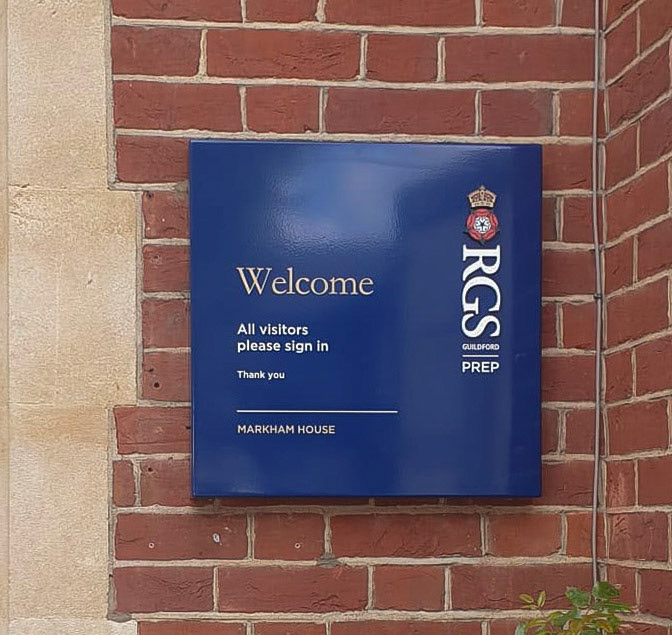 Welcome
All visitors
please sign in
Thank you
MARKHAM HOUSE
RGS
GUILDFORD
PREP